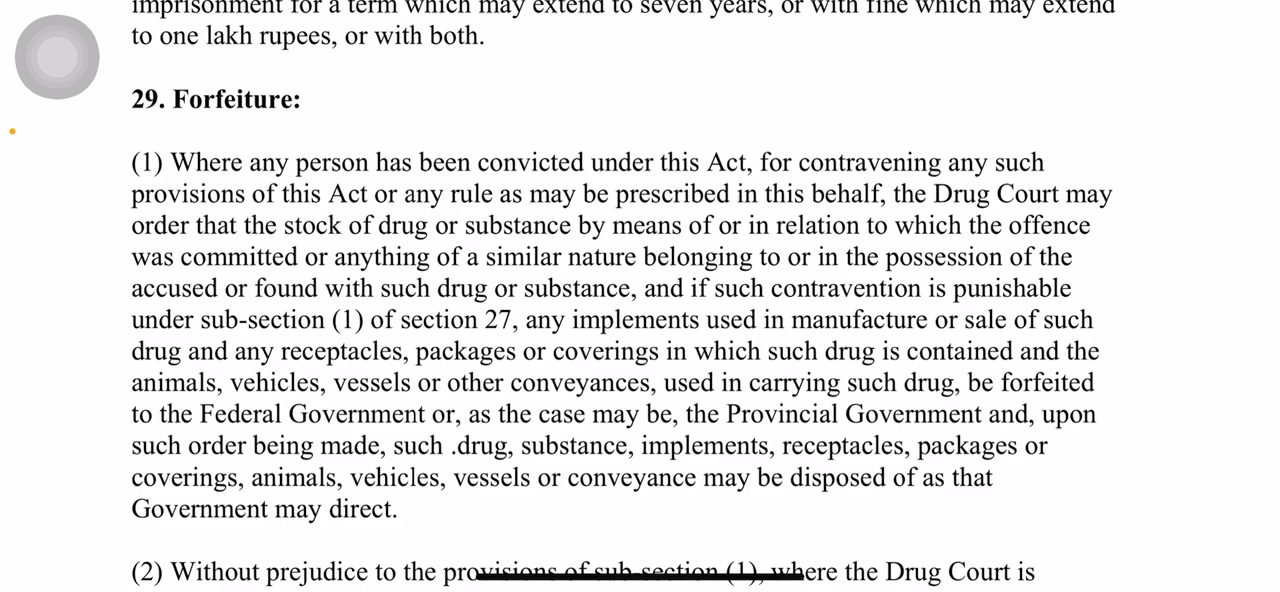 imprisonment for a term which may extend to seven years, or with fine which may extend
to one lakh rupees, or with both.
29. Forfeiture:
(1) Where any person has been convicted under this Act, for contravening any such
provisions of this Act or any rule as may be prescribed in this behalf, the Drug Court may
order that the stock of drug or substance by means of or in relation to which the offence
was committed or anything of a similar nature belonging to or in the possession of the
accused or found with such drug or substance, and if such contravention is punishable
under sub-section (1) of section 27, any implements used in manufacture or sale of such
drug and any receptacles, packages or coverings in which such drug is contained and the
animals, vehicles, vessels or other conveyances, used in carrying such drug, be forfeited
to the Federal Government or, as the case may be, the Provincial Government and, upon
such order being made, such .drug, substance, implements, receptacles, packages or
coverings, animals, vehicles, vessels or conveyance may be disposed of as that
Government may direct.
(2) Without prejudice to the provisions of sub-section (1), where the Drug Court is